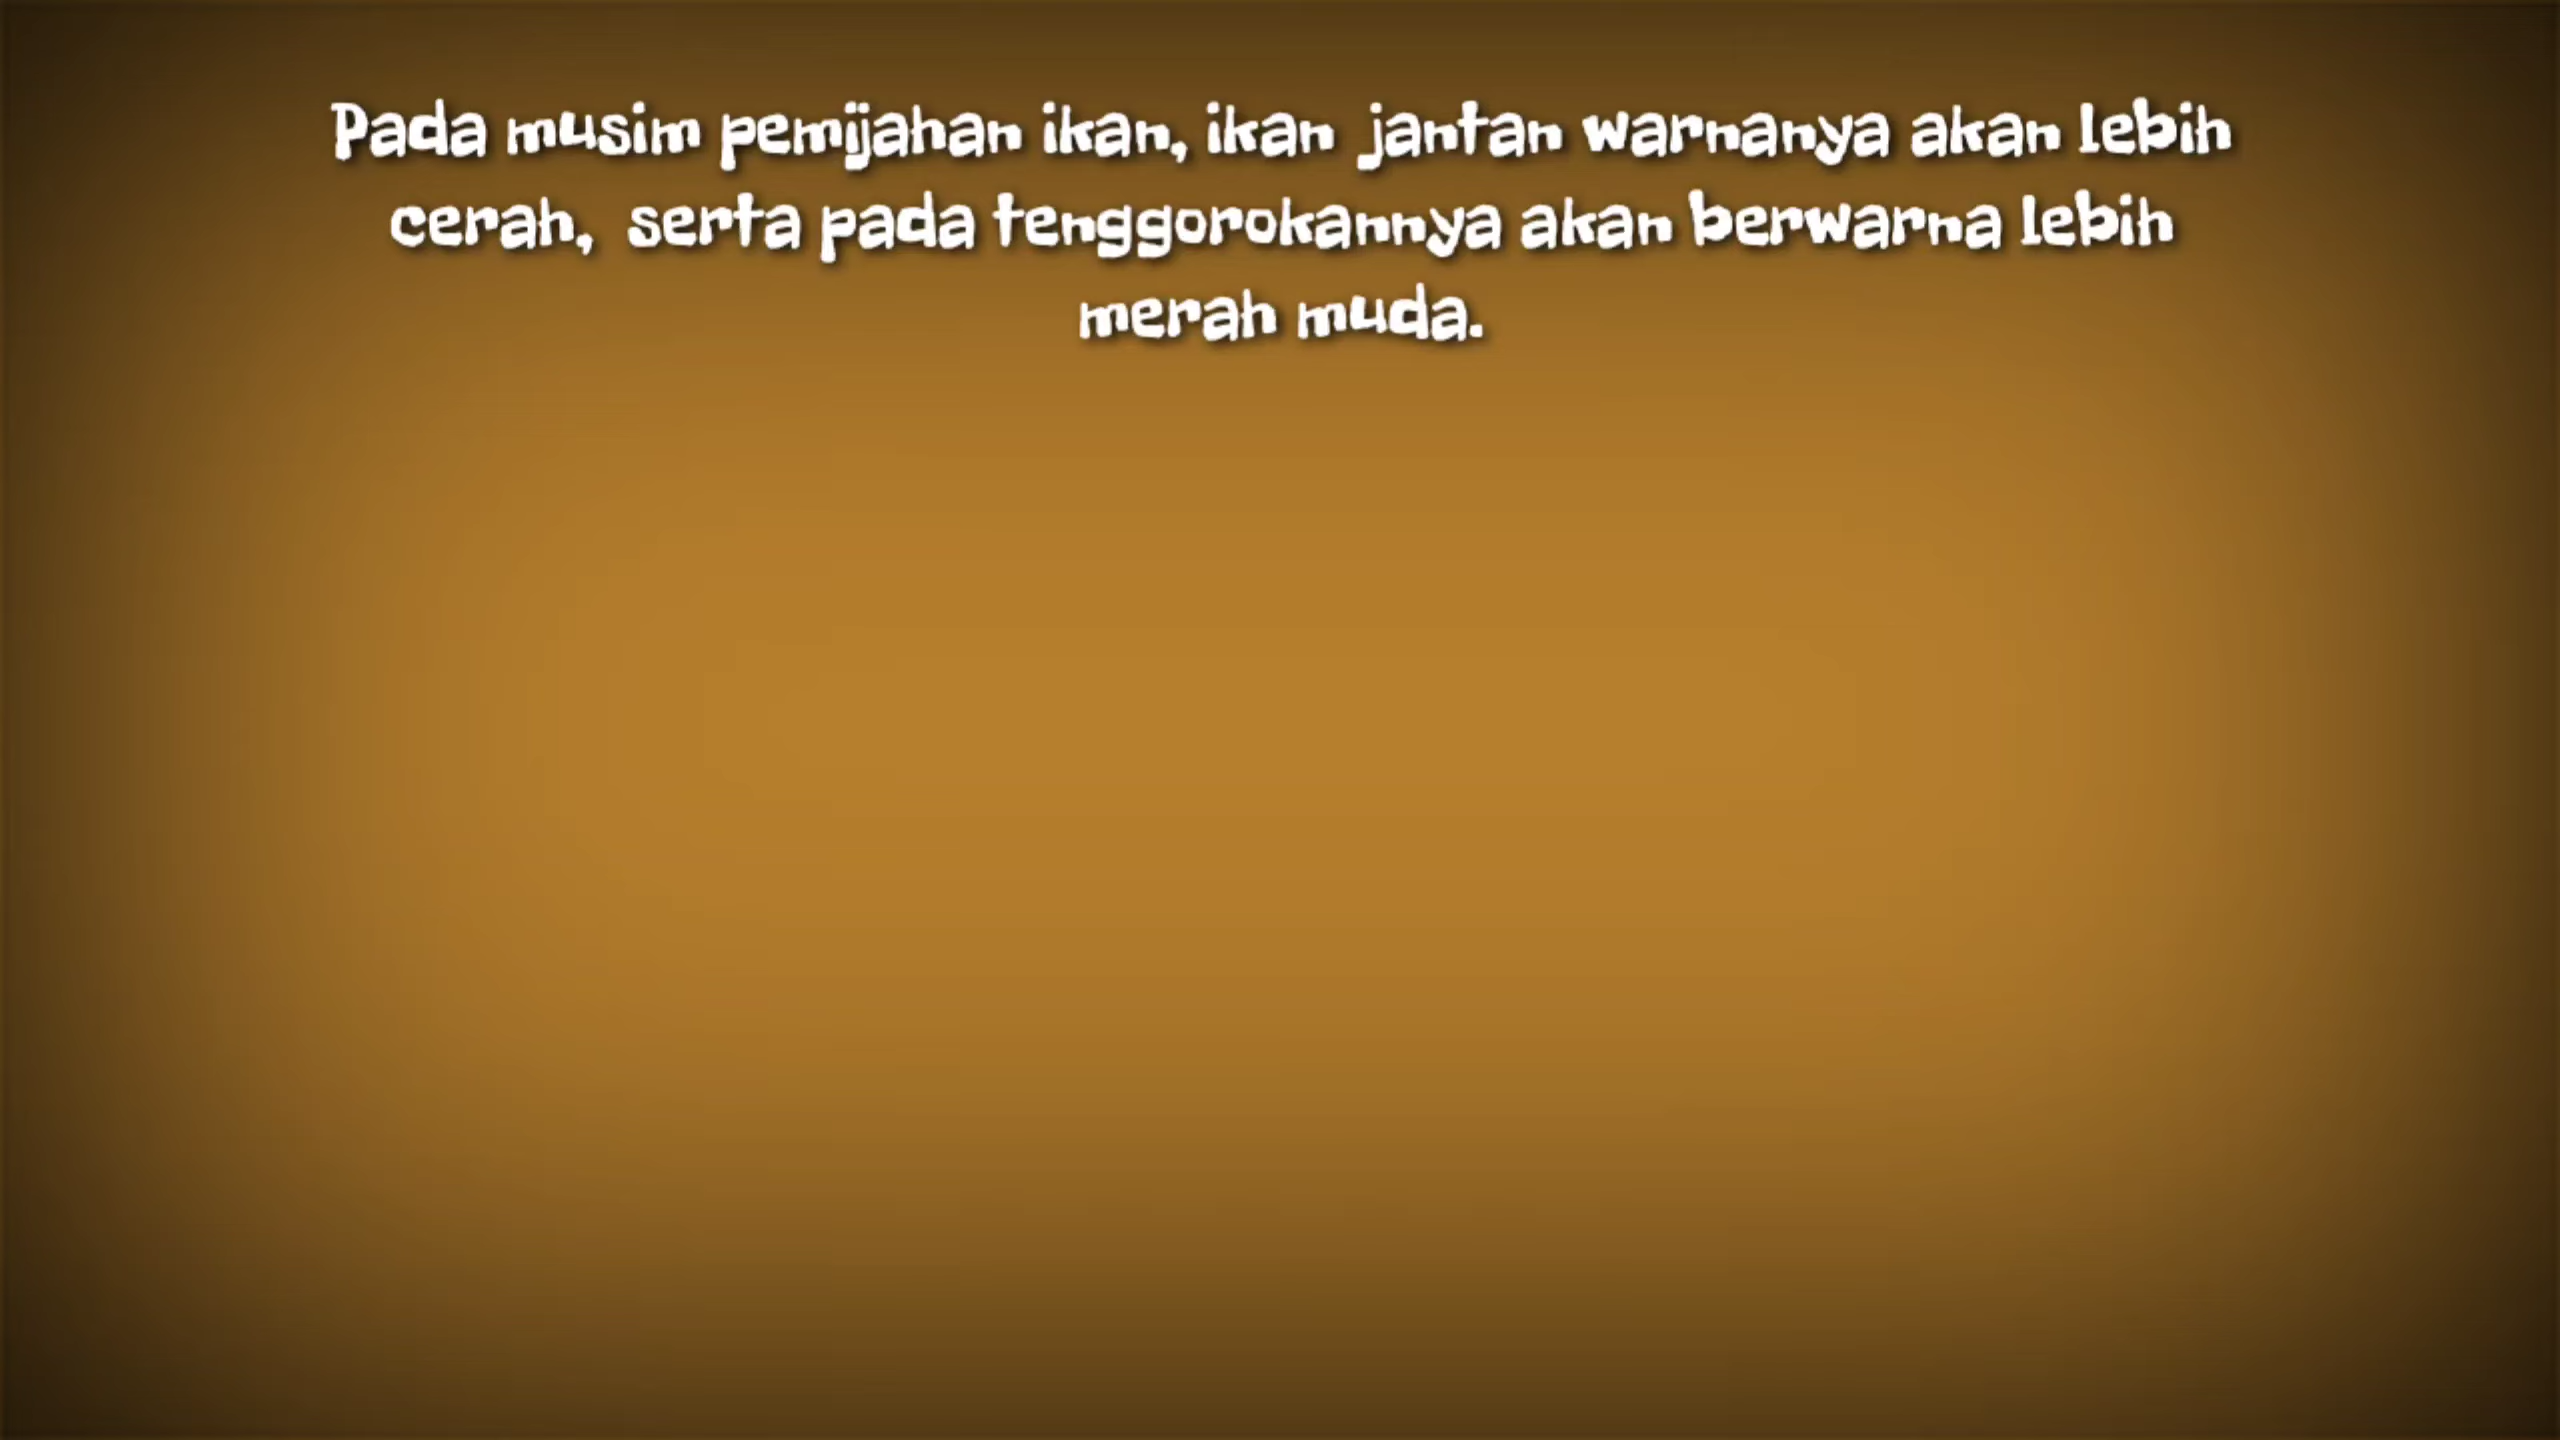 Pada musim pemijahan ikan, ikan jantan warnanya akan lebih
cerah, serta pada tenggorokannya akan berwarna lebih
merah muda.